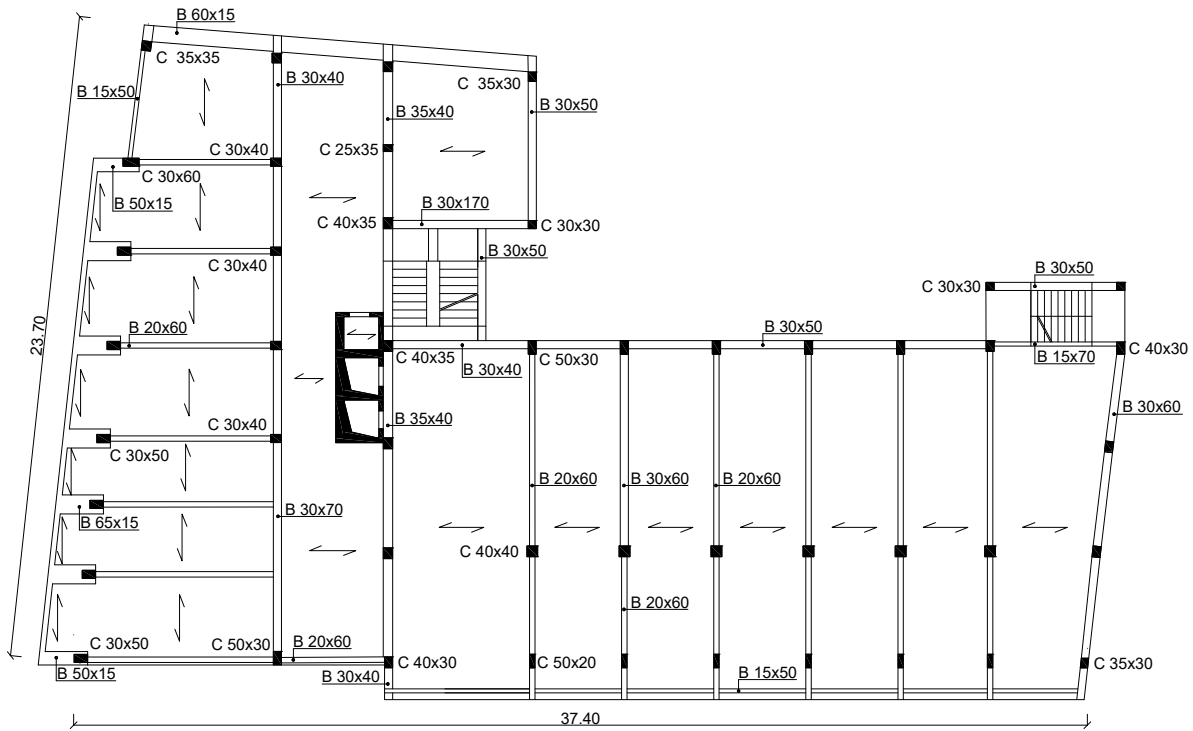 B 60x15
C 35x35
B 30x40
C 35x30
B 15x50
B 35x40
B 30x50
C 30x40
C 25x35
C 30x60
B 50x15
B 30x170
C 40x35
C 30x30
C 30x40
B 30x50
B 30x50
C 30x30
23.70
B 20x60
B 30x50
C 40x35
C 50x30
B 30x40
B 15x70
C 40x30
C 30x40
B 35x40
B 30x60
C 30x50
B 20x60
B 30x60
B 20x60
B 65x15
B 30x70
C 40x40
B 20x60
C 30x50
C 50x30
B 20x60
C 40x30
C 50x20
C 35x30
B 50x15
B 30x40
B 15x50
37.40